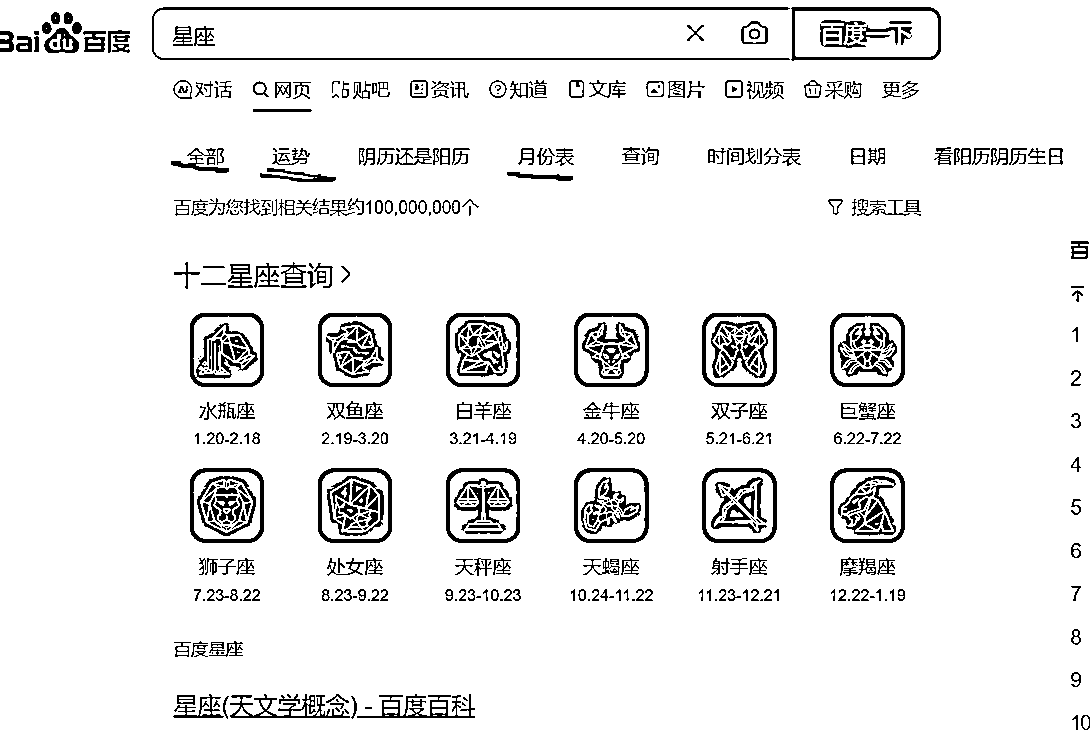 Bai du 百度 星座 百度一下
对话 网页 贴吧 资讯 知道 文库 图片 视频 采购 更多
全部 运势 阴历还是阳历 月份表 查询 时间划分表 日期 看阳历阴历生日
百度为您找到相关结果约100,000,000个 搜索工具
十二星座查询 >
水瓶座 双鱼座 白羊座 金牛座 双子座 巨蟹座
1.20-2.18 2.19-3.20 3.21-4.19 4.20-5.20 5.21-6.21 6.22-7.22
狮子座 处女座 天秤座 天蝎座 射手座 摩羯座
7.23-8.22 8.23-9.22 9.23-10.23 10.24-11.22 11.23-12.21 12.22-1.19
百度星座
星座(天文学概念) - 百度百科
百
1
2
3
4
5
6
7
8
9
10